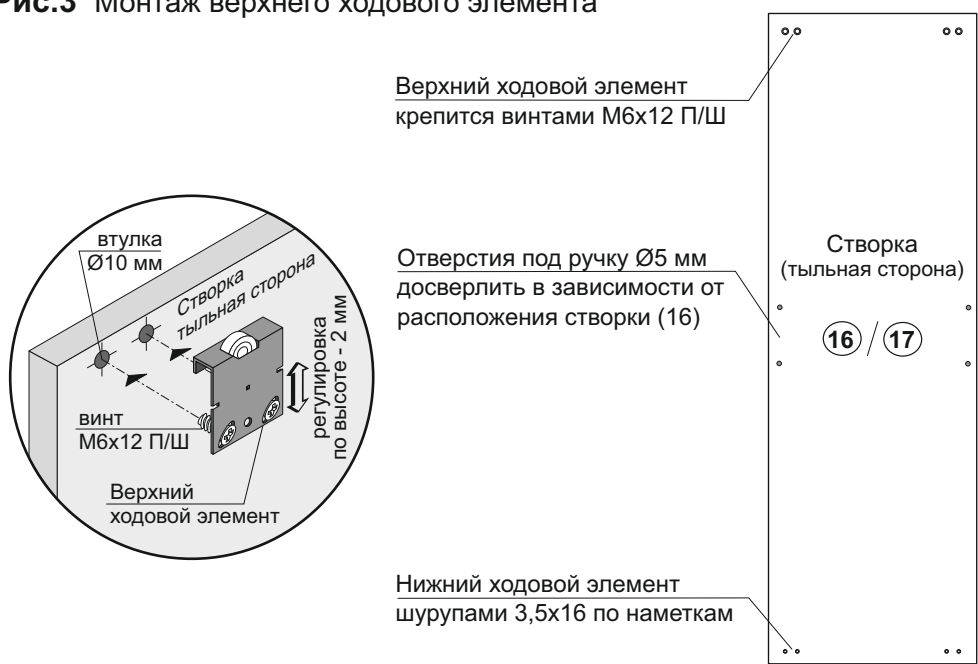 Рис.3 Монтаж верхнего ходового элемента
Верхний ходовой элемент
крепится винтами М6х12 П/Ш
втулка
Ø10 мм
Створка
тыльная сторона
регулировка
по высоте - 2 мм
винт
М6х12 П/Ш
Верхний
ходовой элемент
Отверстия под ручку Ø5 мм
досверлить в зависимости от
расположения створки (16)
Створка
(тыльная сторона)
16 / 17
Нижний ходовой элемент
шурупами 3,5х16 по наметкам